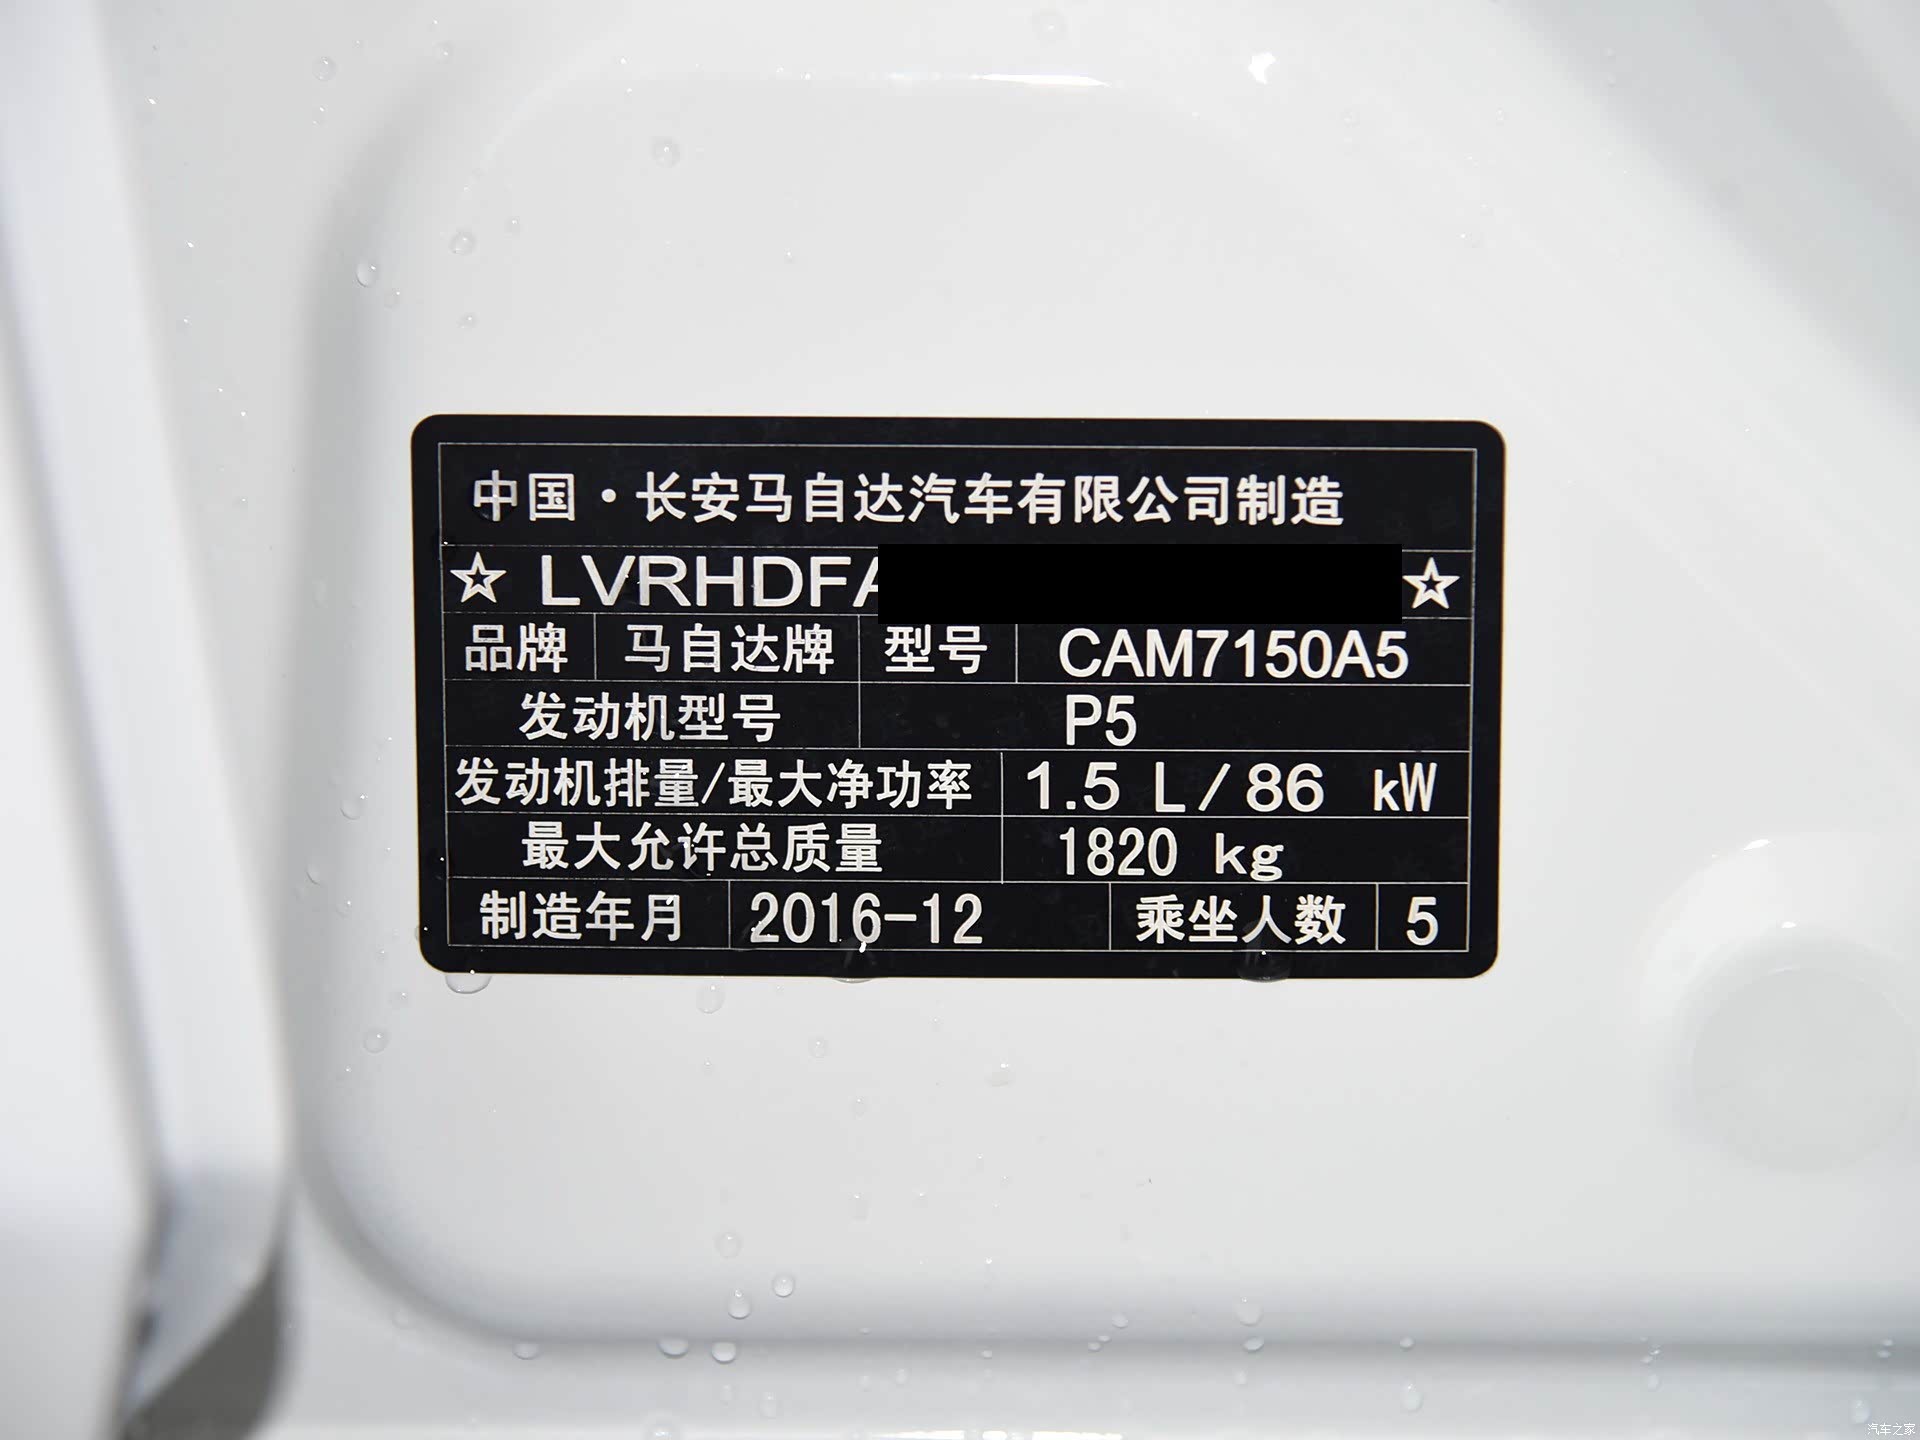 中国·长安马自达汽车有限公司制造
☆ LVRHDFA ☆
品牌 马自达牌 型号 CAM7150A5
发动机型号 P5
发动机排量/最大净功率 1.5 L/86 kW
最大允许总质量 1820 kg
制造年月 2016-12 乘坐人数 5
汽车之家